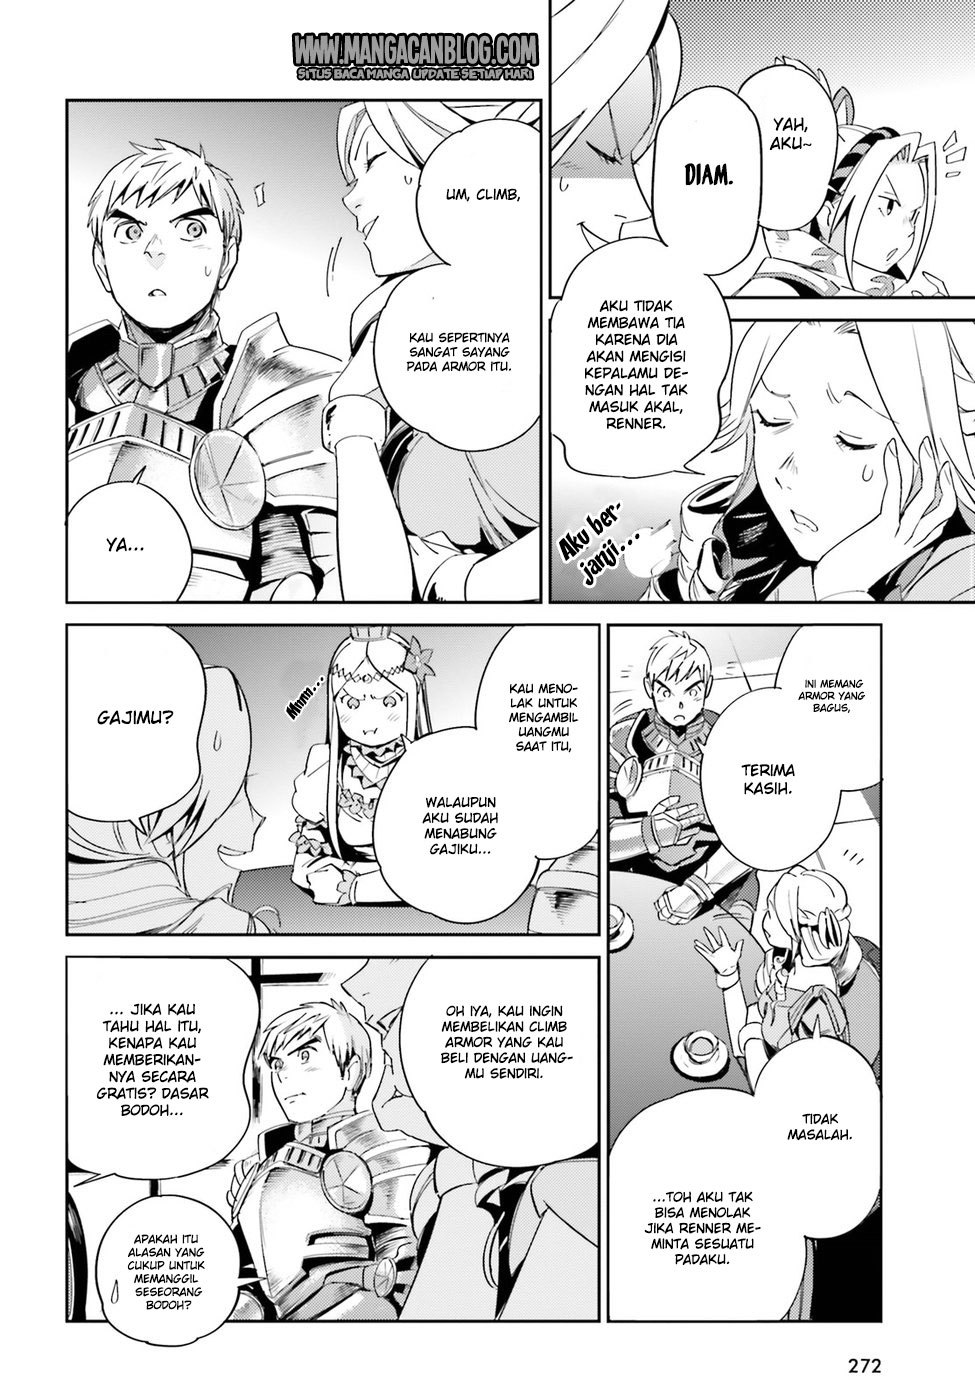 WWW.MANGACANBLOG.COM
SITUS BACA MANGA UPDATE SETIAP HARI
YAH,
AKU~
DIAM.
AKU TIDAK
MEMBAWA TIA
KARENA DIA
AKAN MENGISI
KEPALAMU DE-
NGAN HAL TAK
MASUK AKAL,
RENNER.
Aku ber-
janji...
UM, CLIMB,
KAU SEPERTINYA
SANGAT SAYANG
PADA ARMOR ITU.
YA...
INI MEMANG
ARMOR YANG
BAGUS,
TERIMA
KASIH.
TIDAK
MASALAH.
...TOH AKU TAK
BISA MENOLAK
JIKA RENNER ME-
MINTA SESUATU
PADAKU.
KAU MENO-
LAK UNTUK
MENGAMBIL
UANGMU
SAAT ITU,
WALAUPUN
AKU SUDAH
MENABUNG
GAJIKU...
Mmm...
GAJIMU?
OH IYA, KAU INGIN
MEMBELIKAN CLIMB
ARMOR YANG KAU
BELI DENGAN UANG-
MU SENDIRI.
... JIKA KAU
TAHU HAL ITU,
KENAPA KAU
MEMBERIKAN-
NYA SECARA
GRATIS? DASAR
BODOH...
APAKAH ITU
ALASAN YANG
CUKUP UNTUK
MEMANGGIL
SESEORANG
BODOH?
272